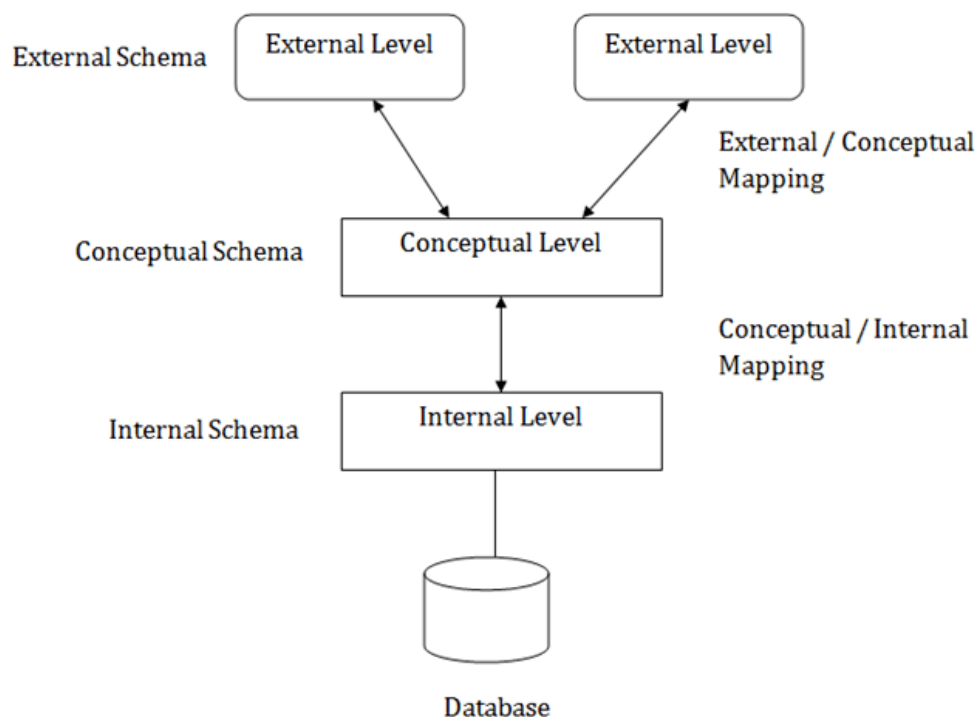 External Level
External Level
External Schema
External / Conceptual
Mapping
Conceptual Level
Conceptual Schema
Conceptual / Internal
Mapping
Internal Level
Internal Schema
Database